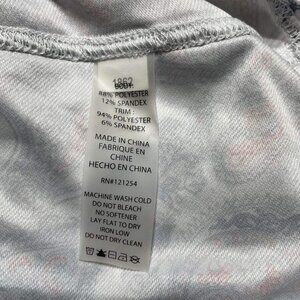 1862
BODY:
88% POLYESTER
12% SPANDEX
TRIM:
94% POLYESTER
6% SPANDEX
MADE IN CHINA
FABRIQUE EN
CHINE
HECHO EN CHINA
RN#121254
MACHINE WASH COLD
DO NOT BLEACH
NO SOFTENER
LAY FLAT TO DRY
IRON LOW
DO NOT DRY CLEAN